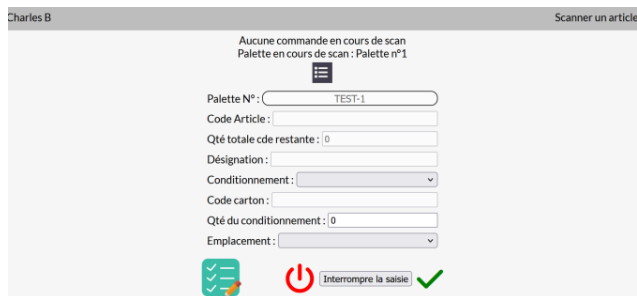 Charles B
Scanner un article
Aucune commande en cours de scan
Palette en cours de scan : Palette n°1
Palette N° : TEST-1
Code Article :
Qté totale cde restante : 0
Désignation :
Conditionnement :
Code carton :
Qté du conditionnement : 0
Emplacement :
Interrompre la saisie